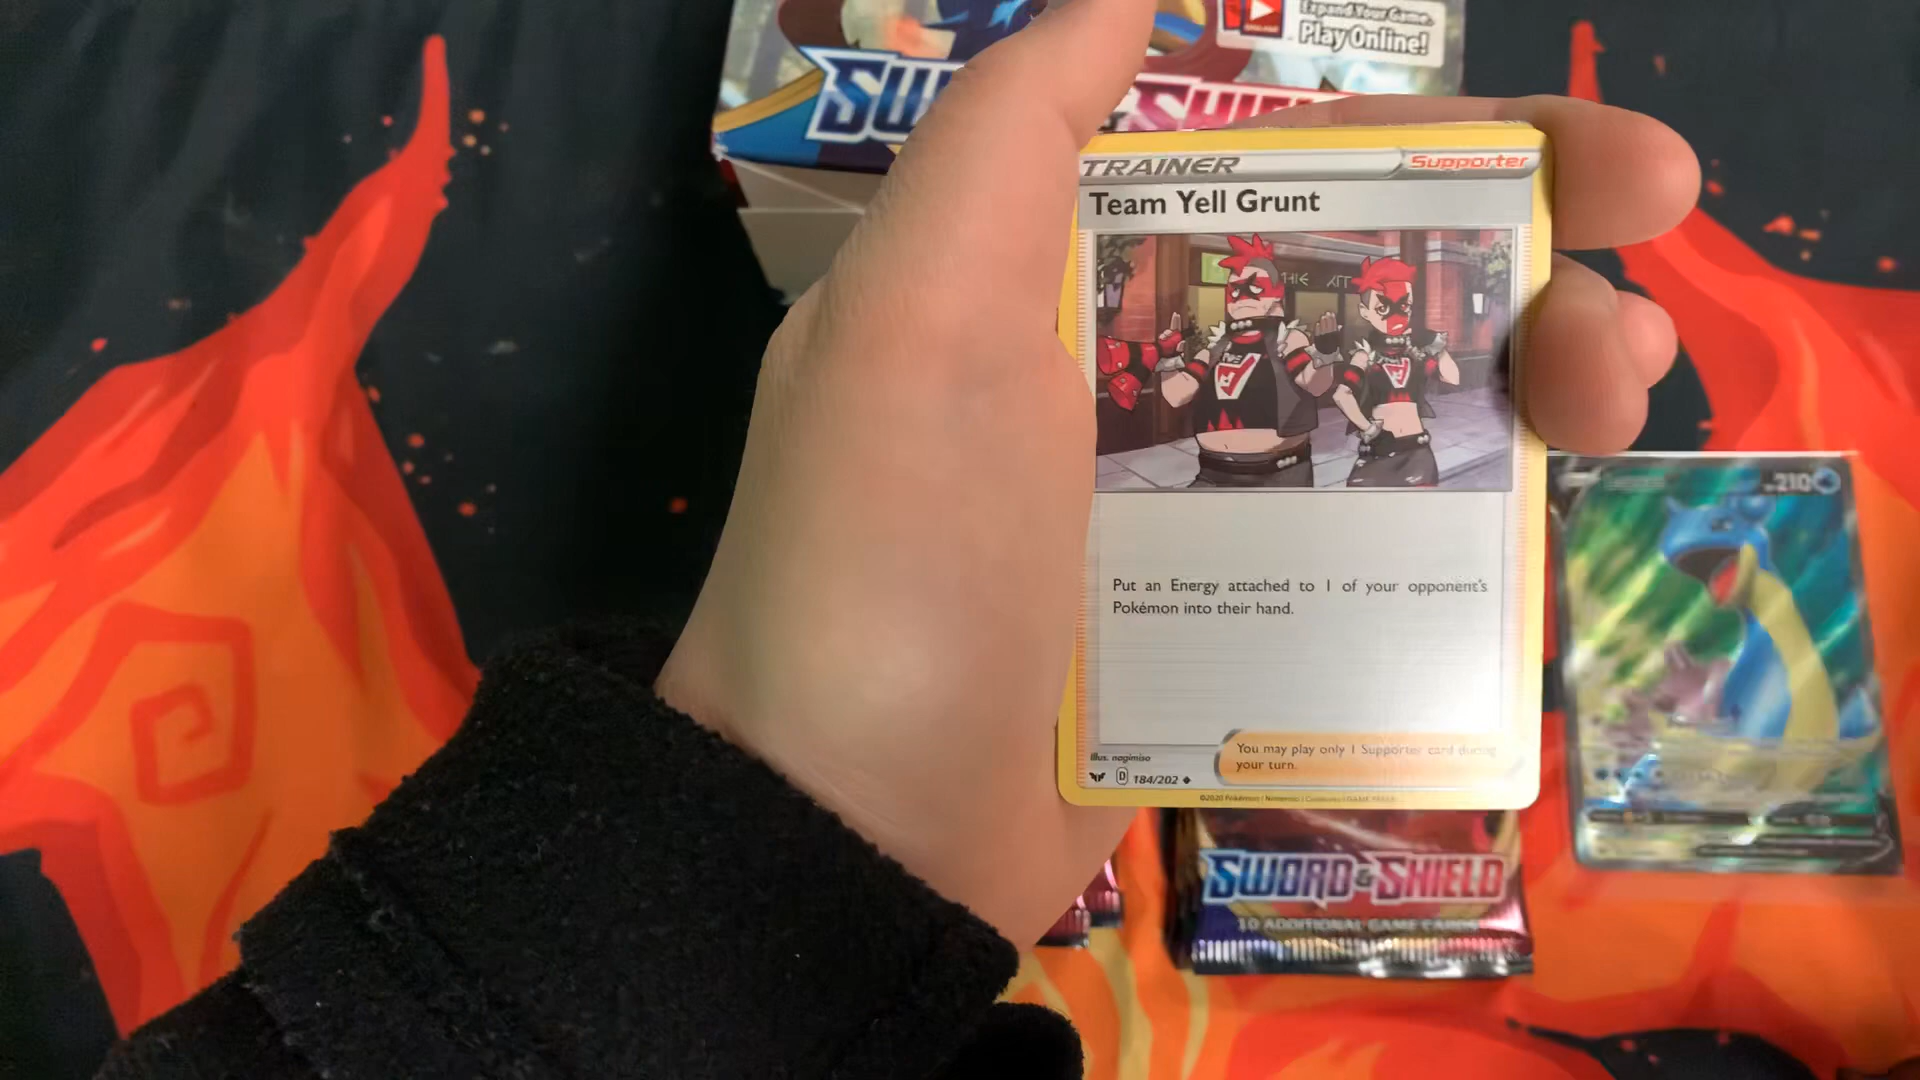 Expand Your Game.
Play Online!
SHIEL
TRAINER
Supporter
Team Yell Grunt
Put an Energy attached to 1 of your opponent's
Pokémon into their hand.
You may play only 1 Supporter card during
your turn.
Illus. nagimiso
D 184/202
210
SWORD & SHIELD
10 ADDITIONAL GAME CARDS